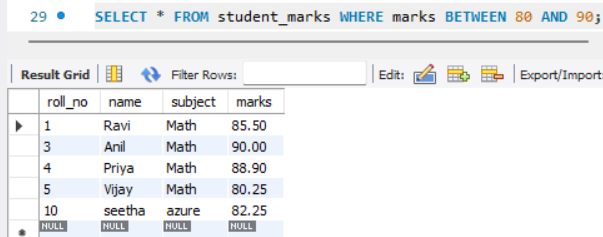 29 SELECT * FROM student_marks WHERE marks BETWEEN 80 AND 90;
Result Grid Filter Rows: Edit: Export/Import:
roll_no name subject marks
1 Ravi Math 85.50
3 Anil Math 90.00
4 Priya Math 88.90
5 Vijay Math 80.25
10 seetha azure 82.25
NULL NULL NULL NULL